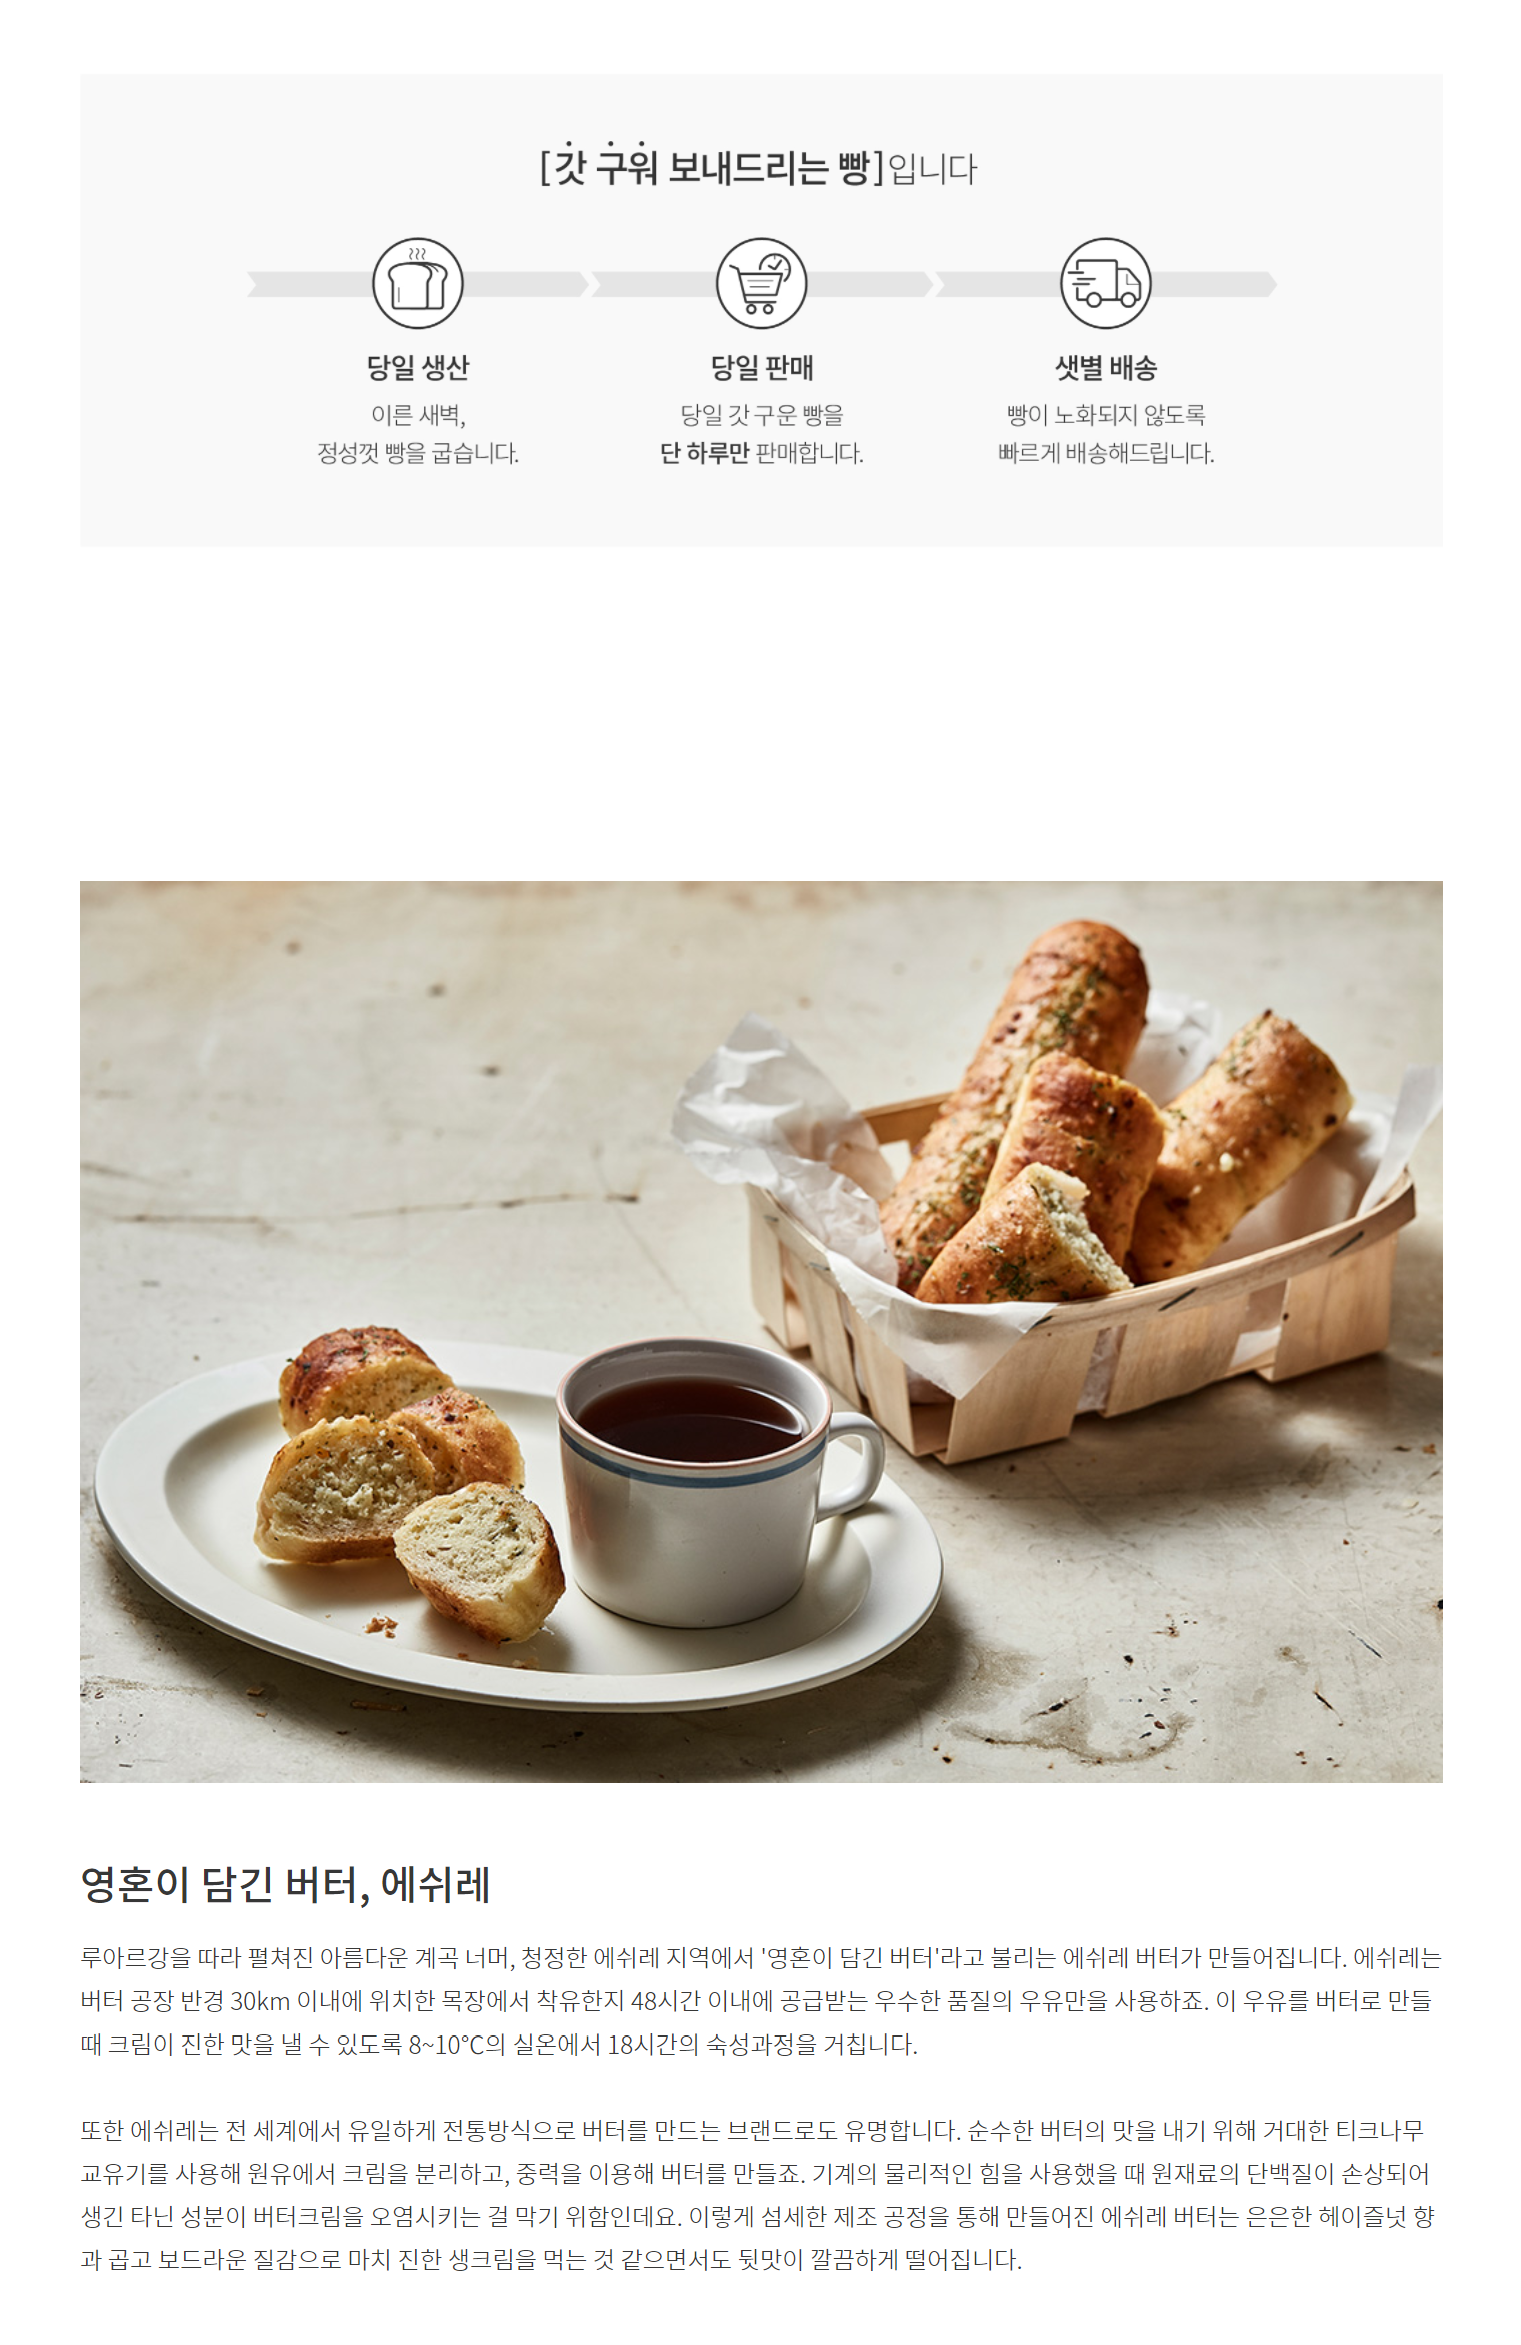 [갓 구워 보내드리는 빵]입니다
당일 생산
이른 새벽,
정성껏 빵을 굽습니다.
당일 판매
당일 갓 구운 빵을
단 하루만 판매합니다.
샛별 배송
빵이 노화되지 않도록
빠르게 배송해드립니다.
영혼이 담긴 버터, 에쉬레
루아르강을 따라 펼쳐진 아름다운 계곡 너머, 청정한 에쉬레 지역에서 '영혼이 담긴 버터'라고 불리는 에쉬레 버터가 만들어집니다. 에쉬레는
버터 공장 반경 30km 이내에 위치한 목장에서 착유한지 48시간 이내에 공급받는 우수한 품질의 우유만을 사용하죠. 이 우유를 버터로 만들
때 크림이 진한 맛을 낼 수 있도록 8~10℃의 실온에서 18시간의 숙성과정을 거칩니다.
또한 에쉬레는 전 세계에서 유일하게 전통방식으로 버터를 만드는 브랜드로도 유명합니다. 순수한 버터의 맛을 내기 위해 거대한 티크나무
교유기를 사용해 원유에서 크림을 분리하고, 중력을 이용해 버터를 만들죠. 기계의 물리적인 힘을 사용했을 때 원재료의 단백질이 손상되어
생긴 타닌 성분이 버터크림을 오염시키는 걸 막기 위함인데요. 이렇게 섬세한 제조 공정을 통해 만들어진 에쉬레 버터는 은은한 헤이즐넛 향
과 곱고 보드라운 질감으로 마치 진한 생크림을 먹는 것 같으면서도 뒷맛이 깔끔하게 떨어집니다.